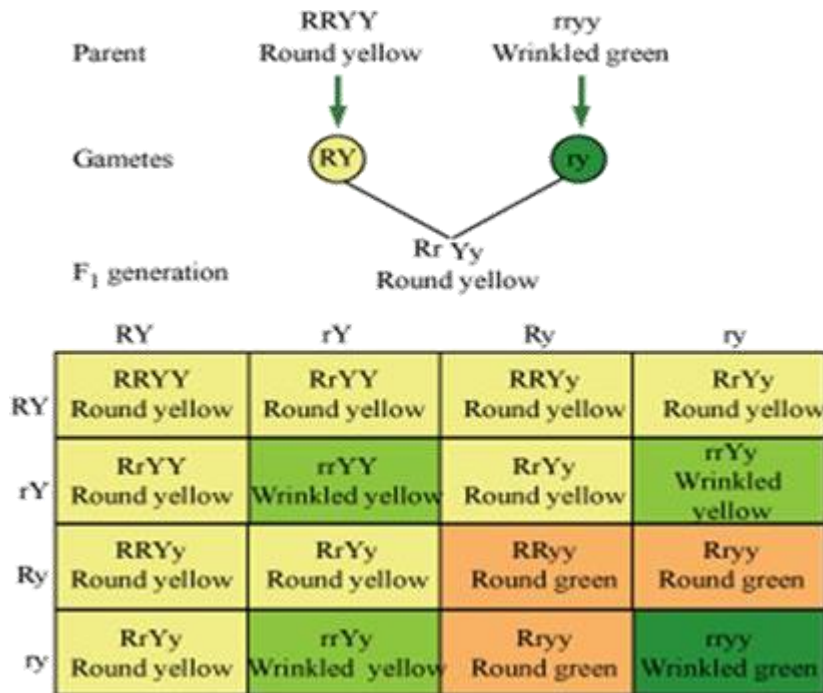 RRYY rryy
Parent Round yellow Wrinkled green
Gametes RY ry
Rr Yy
F₁ generation Round yellow
RY rY Ry ry
RRYY RrYY RRYy RrYy
RY Round yellow Round yellow Round yellow Round yellow
RrYY rrYY RrYy rrYy
rY Round yellow Wrinkled yellow Round yellow Wrinkled
yellow
RRYy RrYy RRyy Rryy
Ry Round yellow Round yellow Round green Round green
RrYy rrYy Rryy rryy
ry Round yellow Wrinkled yellow Round green Wrinkled green